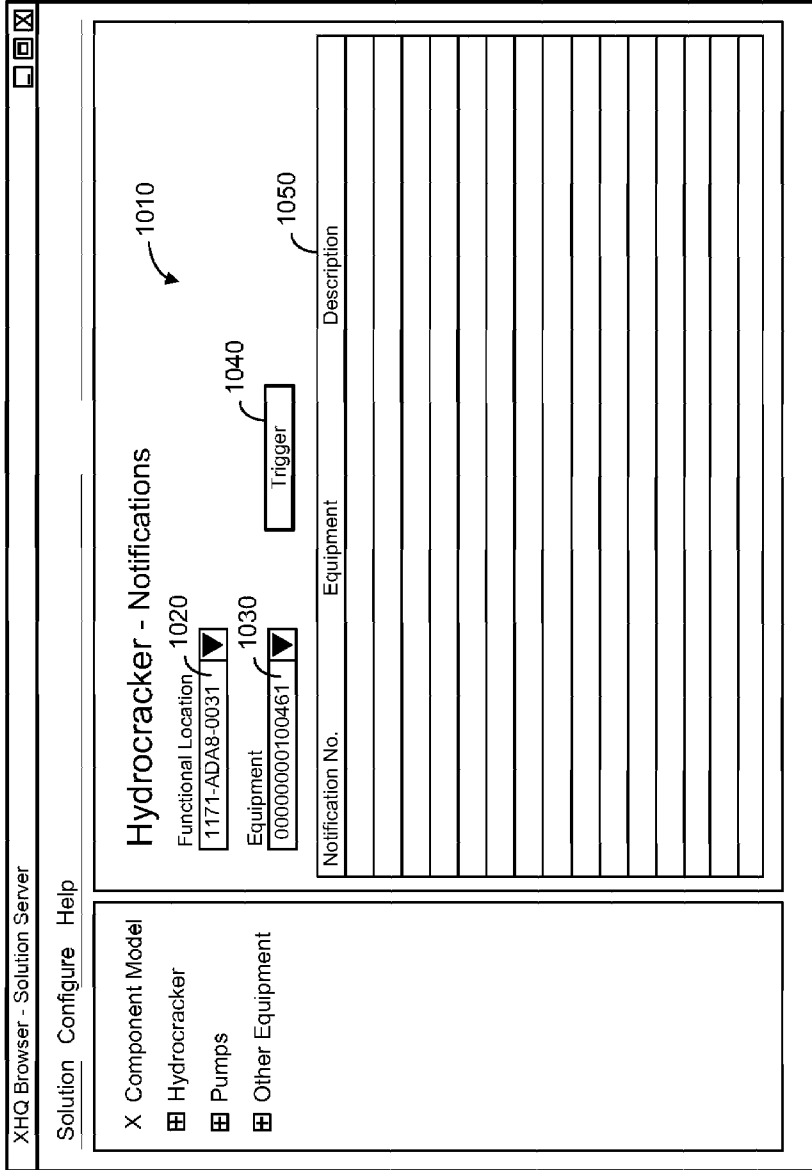 XHQ Browser - Solution Server
Solution Configure Help
X Component Model
Hydrocracker
Pumps
Other Equipment
Hydrocracker - Notifications
1010
Functional Location
1020
1171-ADA8-0031
Equipment
1030
00000000100461
Trigger
1040
1050
Notification No. Equipment Description